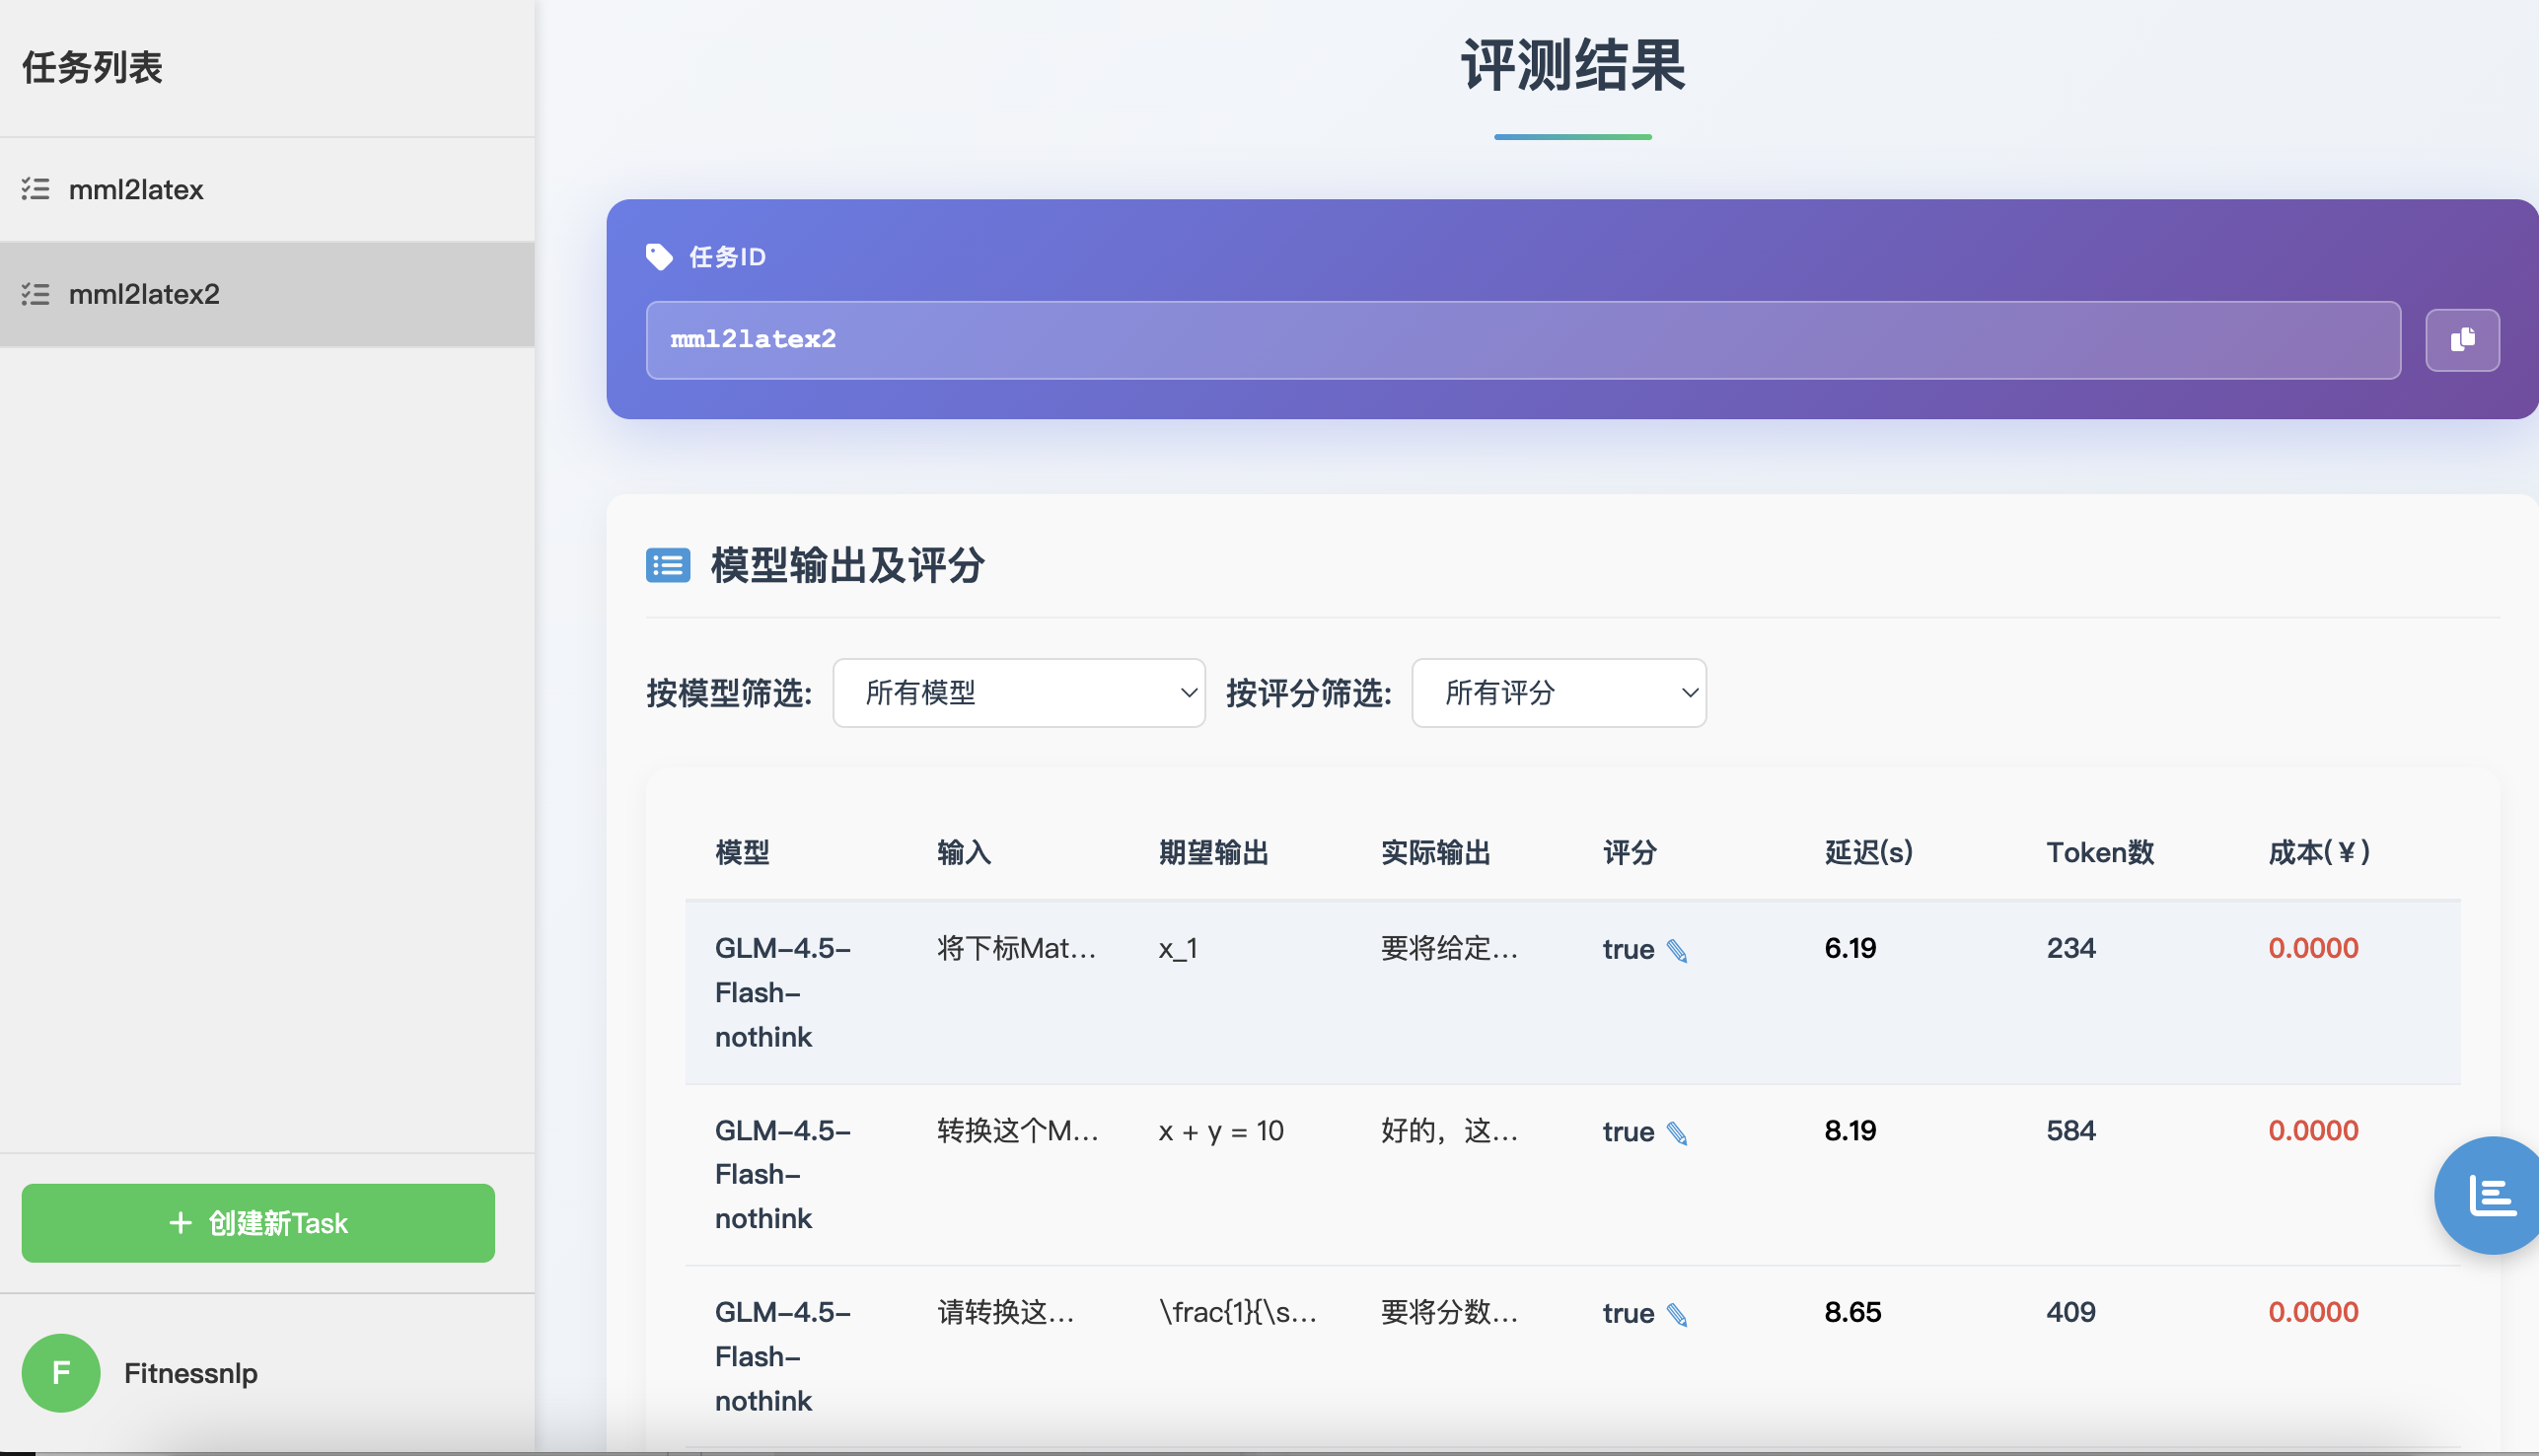 任务列表
mml2latex
mml2latex2
+ 创建新Task
F
Fitnessnlp
评测结果
任务ID
mml2latex2
模型输出及评分
按模型筛选: 所有模型 按评分筛选: 所有评分
模型 输入 期望输出 实际输出 评分 延迟(s) Token数 成本(¥)
GLM-4.5-
Flash-
nothink
将下标Mat... x_1 要将给定... true 6.19 234 0.0000
GLM-4.5-
Flash-
nothink
转换这个M... x + y = 10 好的，这... true 8.19 584 0.0000
GLM-4.5-
Flash-
nothink
请转换这... \frac{1}{\s... 要将分数... true 8.65 409 0.0000